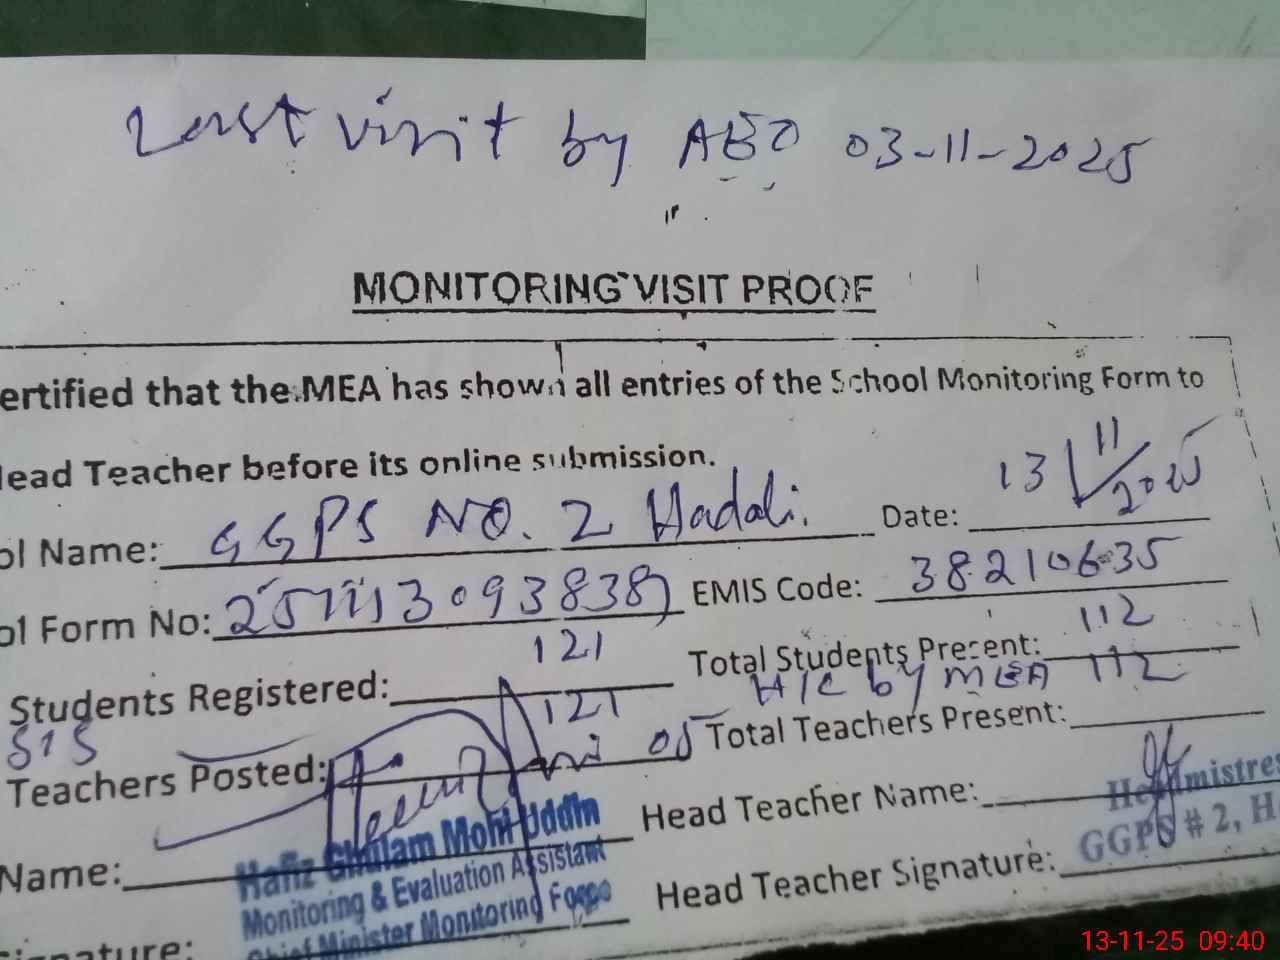 Last visit by AEO 03-11-2025
MONITORING VISIT PROOF
ertified that the MEA has shown all entries of the School Monitoring Form to
ead Teacher before its online submission.
ol Name: GGPS NO. 2 Hadali. Date: 13/11/2025
ol Form No: EMIS Code: 38210635
Students Registered: 121 Total Students Present: 112
SIS 121 H/C by MEA 112
Teachers Posted: 05 Total Teachers Present:
Name: Head Teacher Name:
Hafiz Ghulam Mohi Uddin
Monitoring & Evaluation Assistant
Chief Minister Monitoring Force
ignature: Head Teacher Signature:
Headmistres
GGPS # 2, H
13-11-25 09:40